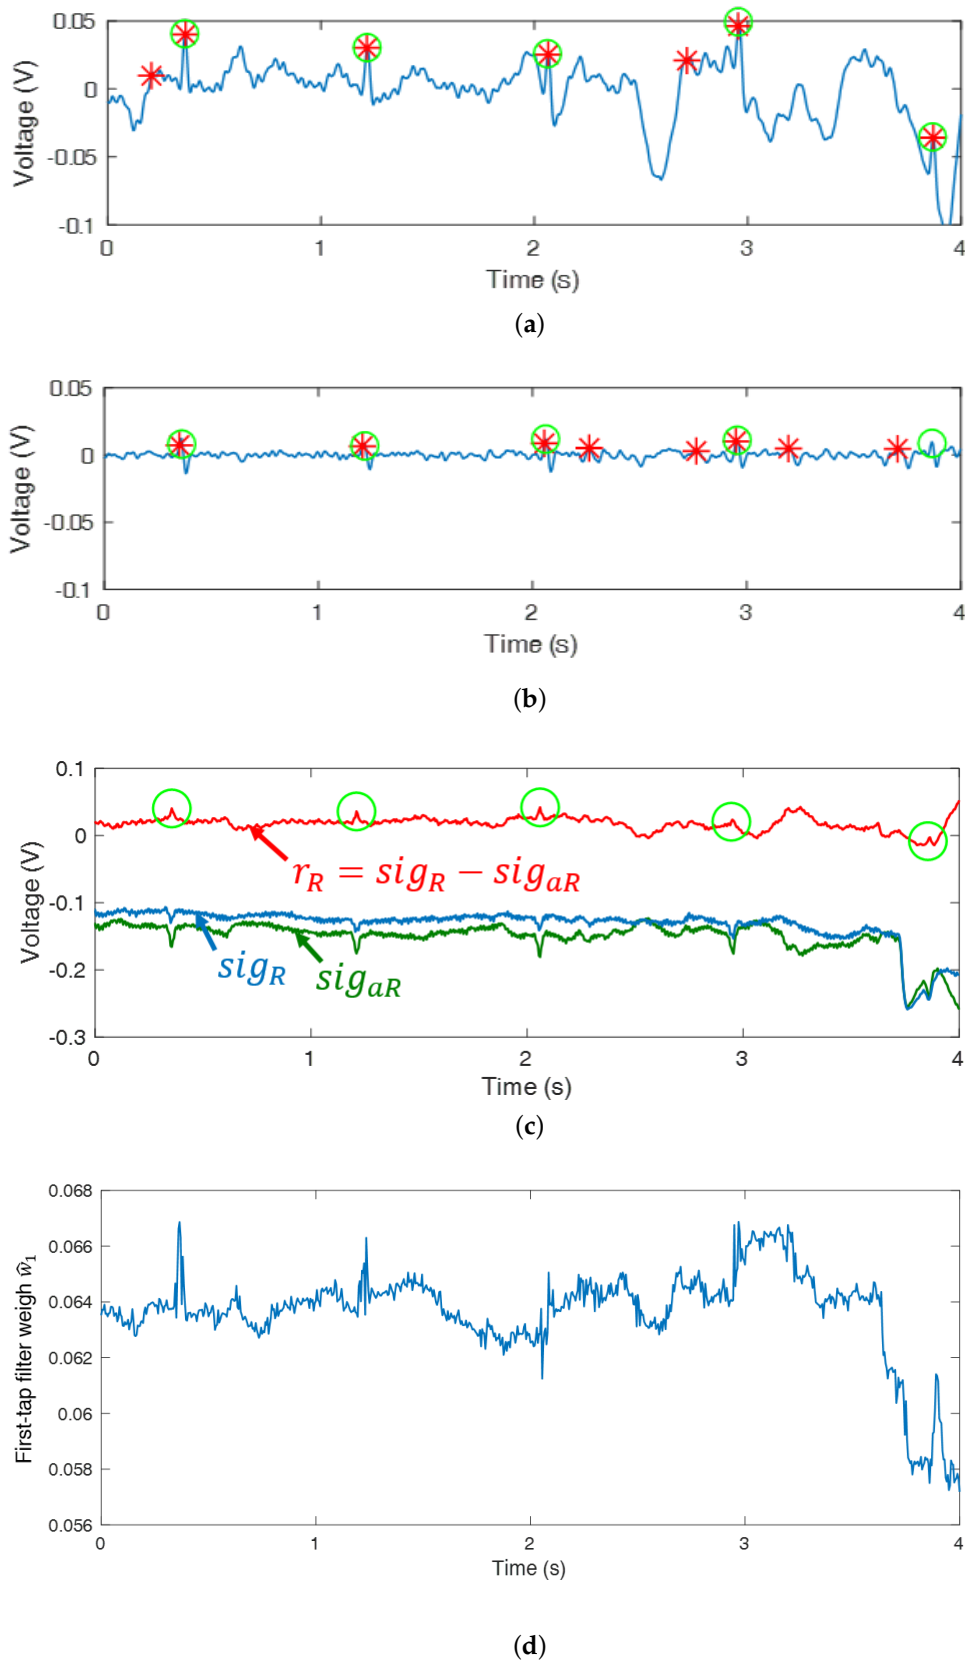 0.05
0
-0.05
-0.1
Voltage (V)
0 1 2 3 4
Time (s)
(a)
0.05
0
-0.05
-0.1
Voltage (V)
0 1 2 3 4
Time (s)
(b)
0.1
0
-0.1
-0.2
-0.3
Voltage (V)
r_R = sig_R − sig_aR
sig_R
sig_aR
0 1 2 3 4
Time (s)
(c)
0.068
0.066
0.064
0.062
0.06
0.058
0.056
First-tap filter weigh ŵ₁
0 1 2 3 4
Time (s)
(d)